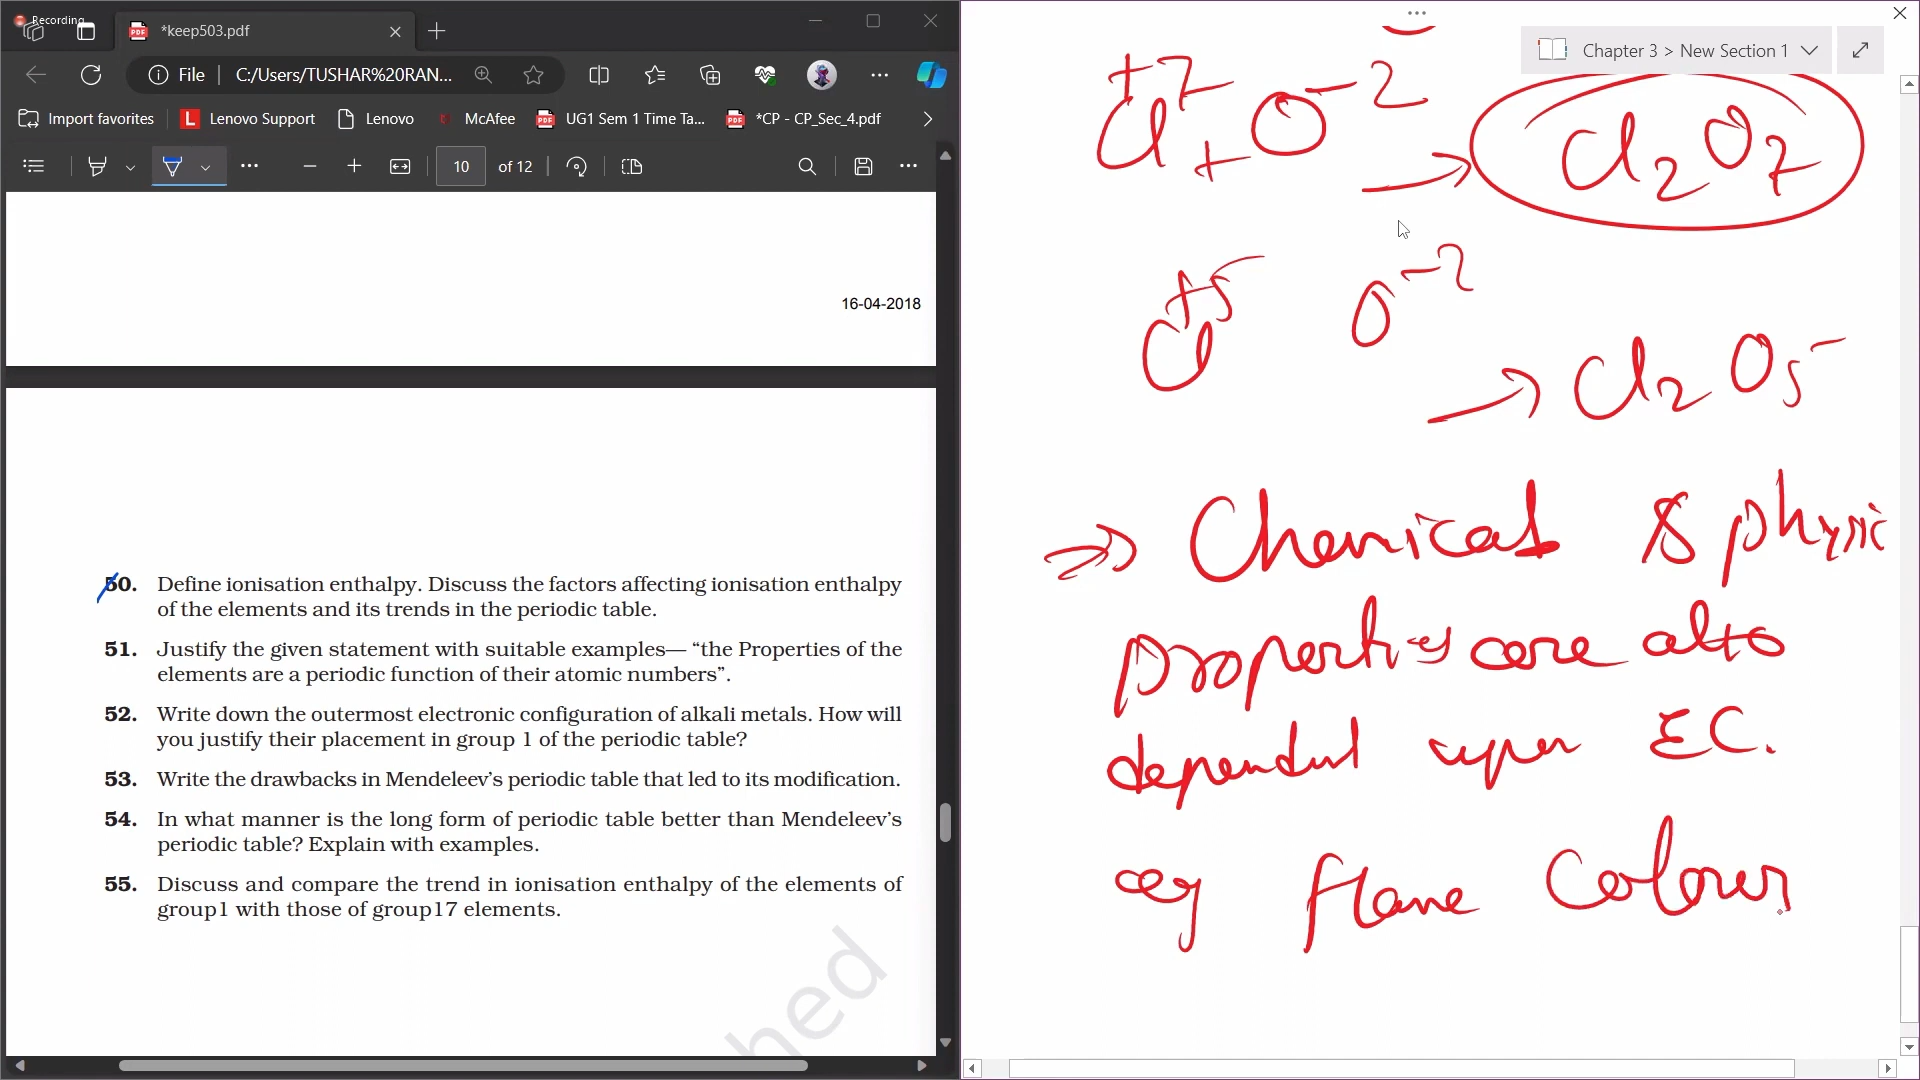 Recording
*keep503.pdf
File C:/Users/TUSHAR%20RAN...
Import favorites Lenovo Support Lenovo McAfee UG1 Sem 1 Time Ta... *CP - CP_Sec_4.pdf
10 of 12
16-04-2018
50. Define ionisation enthalpy. Discuss the factors affecting ionisation enthalpy
of the elements and its trends in the periodic table.
51. Justify the given statement with suitable examples— “the Properties of the
elements are a periodic function of their atomic numbers”.
52. Write down the outermost electronic configuration of alkali metals. How will
you justify their placement in group 1 of the periodic table?
53. Write the drawbacks in Mendeleev’s periodic table that led to its modification.
54. In what manner is the long form of periodic table better than Mendeleev’s
periodic table? Explain with examples.
55. Discuss and compare the trend in ionisation enthalpy of the elements of
group1 with those of group17 elements.
hed
Chapter 3 > New Section 1
Cl+7 + O-2 → Cl2O7
Cl+5 O-2
→ Cl2O5
⇒ Chemical & physic
properties are also
dependent upon EC.
eg flame Colour